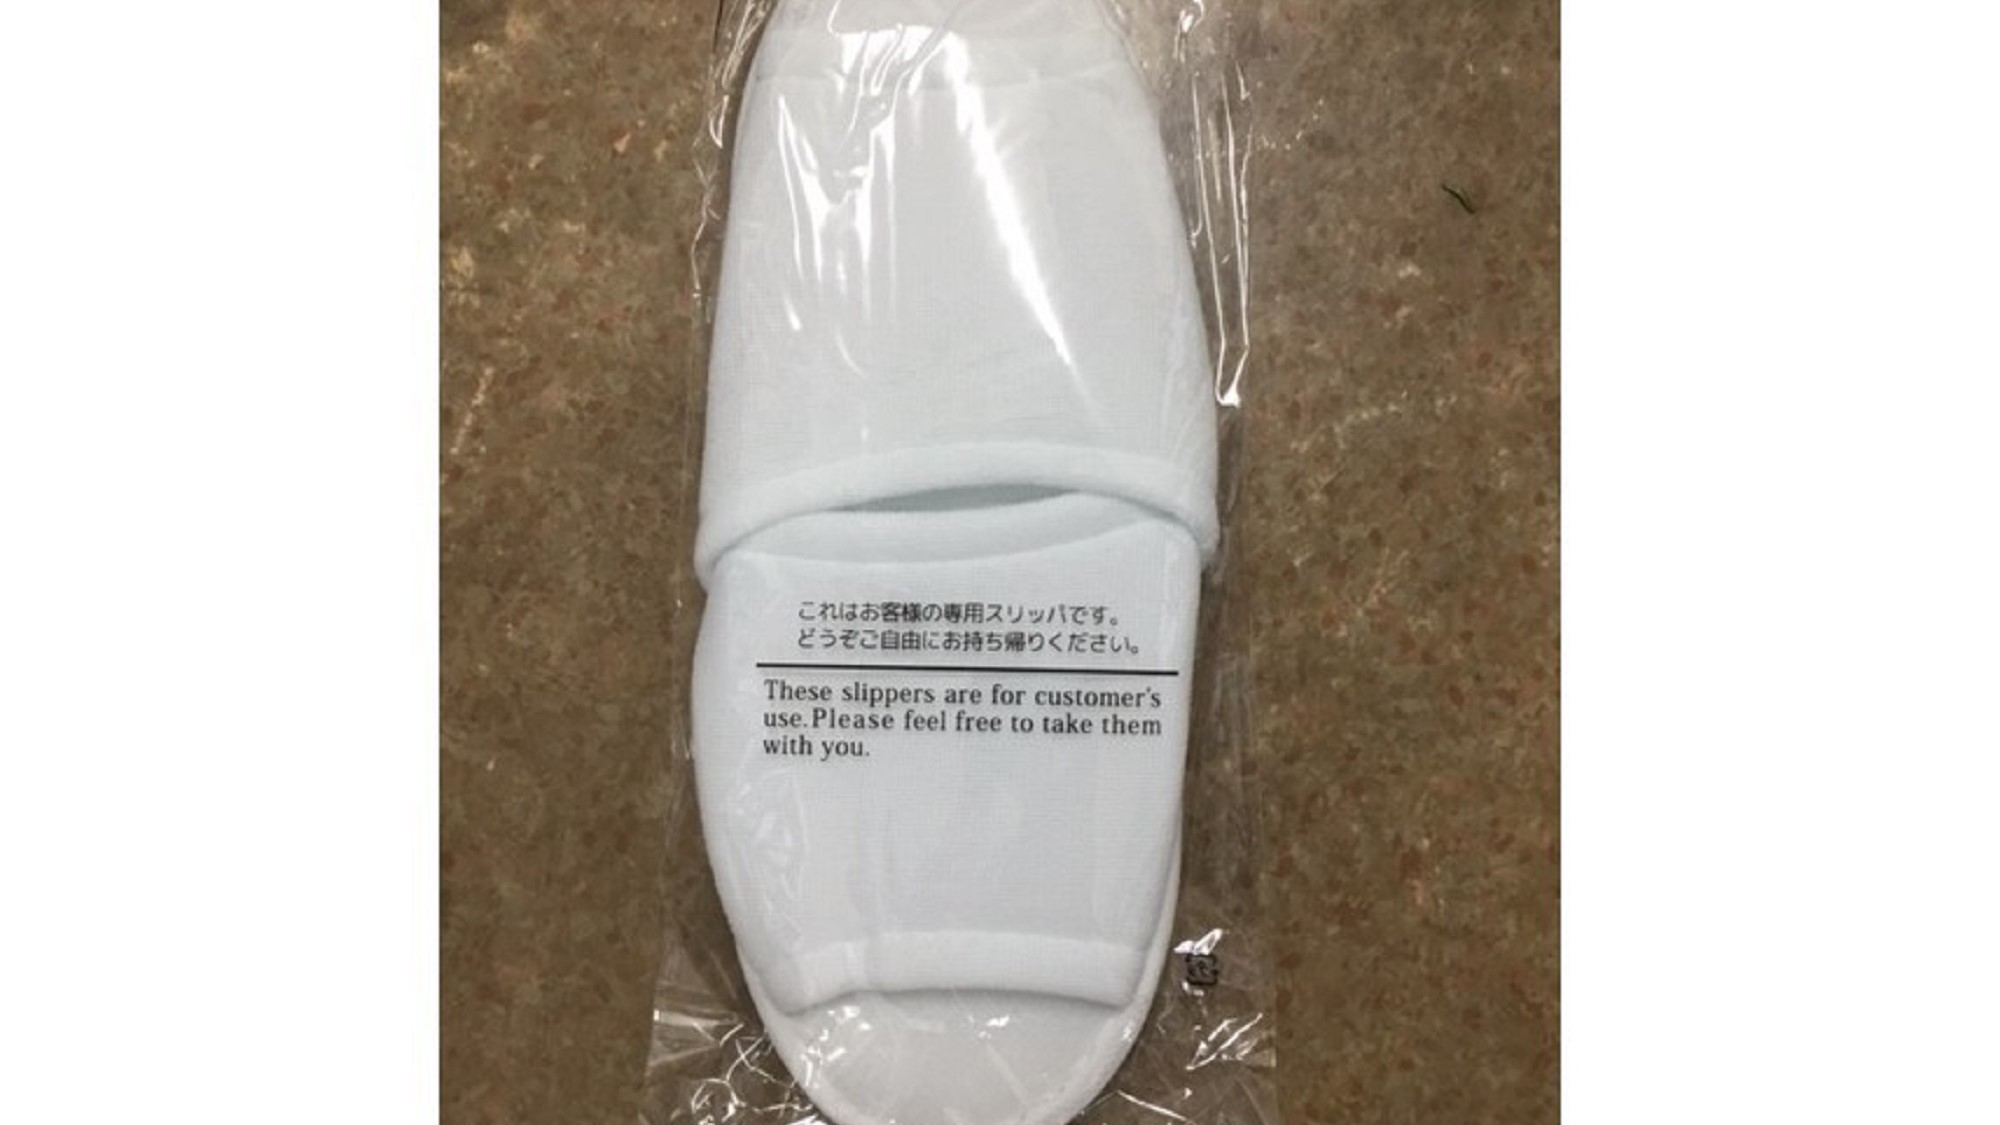 これはお客様の専用スリッパです。
どうぞご自由にお持ち帰りください。
These slippers are for customer's
use.Please feel free to take them
with you.